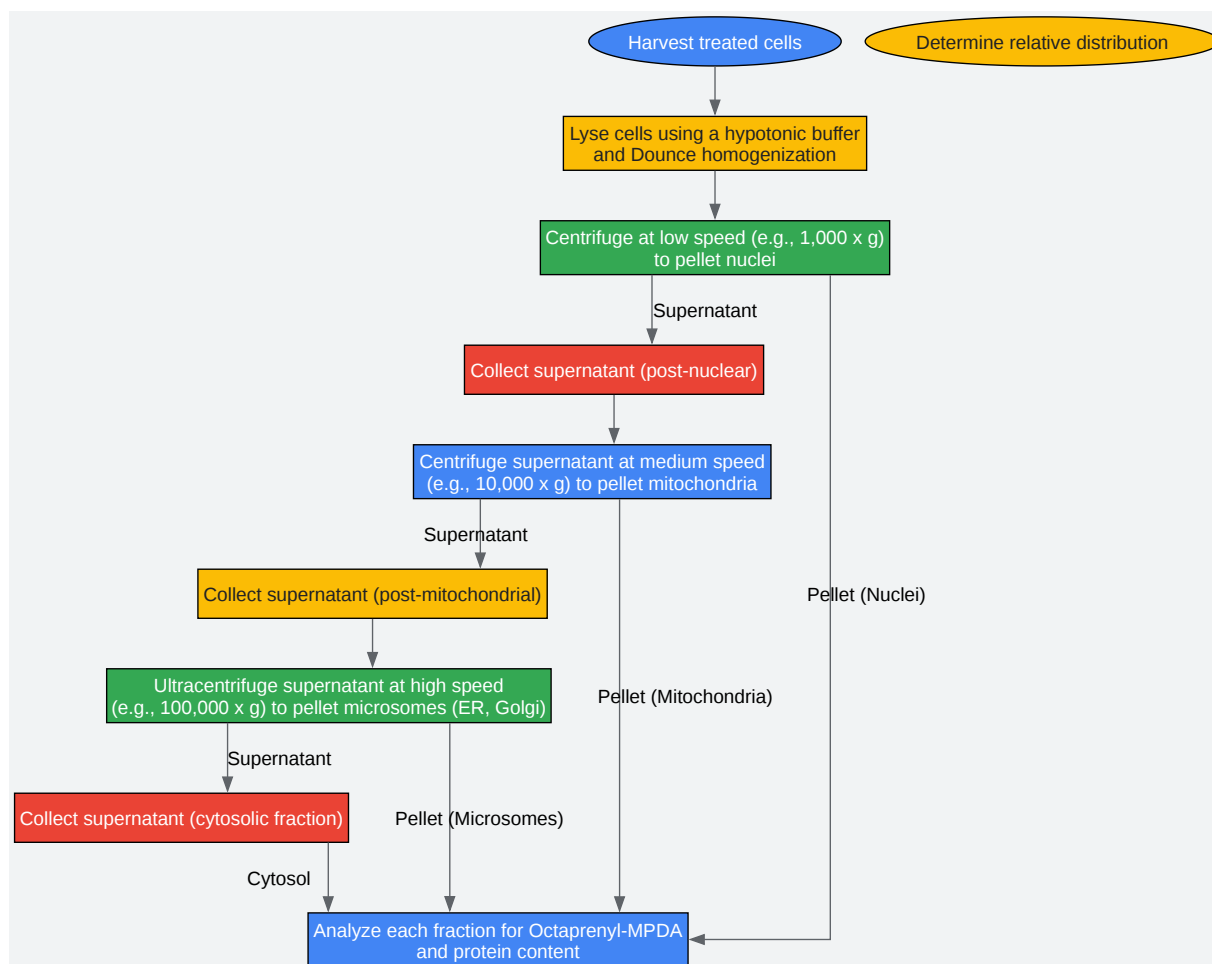 Harvest treated cells
Determine relative distribution
Lyse cells using a hypotonic buffer
and Dounce homogenization
Centrifuge at low speed (e.g., 1,000 x g)
to pellet nuclei
Supernatant
Collect supernatant (post-nuclear)
Centrifuge supernatant at medium speed
(e.g., 10,000 x g) to pellet mitochondria
Supernatant
Collect supernatant (post-mitochondrial)
Pellet (Nuclei)
Ultracentrifuge supernatant at high speed
(e.g., 100,000 x g) to pellet microsomes (ER, Golgi)
Pellet (Mitochondria)
Supernatant
Collect supernatant (cytosolic fraction)
Pellet (Microsomes)
Cytosol
Analyze each fraction for Octaprenyl-MPDA
and protein content